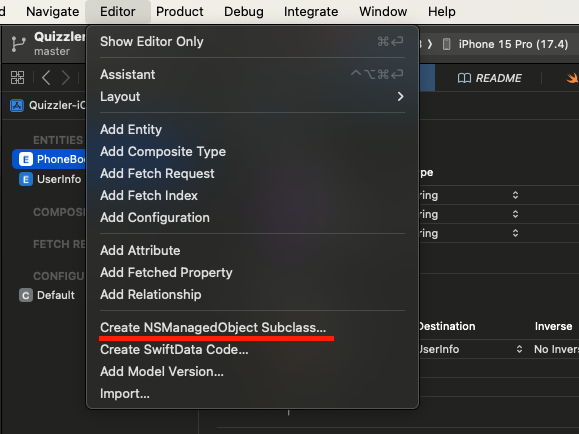 Navigate Editor Product Debug Integrate Window Help
Quizzler
master
iPhone 15 Pro (17.4)
README
Quizzler-iO
Show Editor Only ⌘↩
Assistant ^⌥⌘↩
Layout
Add Entity
Add Composite Type
Add Fetch Request
Add Fetch Index
Add Configuration
Add Attribute
Add Fetched Property
Add Relationship
Create NSManagedObject Subclass...
Create SwiftData Code...
Add Model Version...
Import...
ENTITIES
E PhoneBoo
E UserInfo
COMPOS
FETCH RE
CONFIGU
C Default
pe
ring
ring
ring
Destination Inverse
UserInfo No Invers